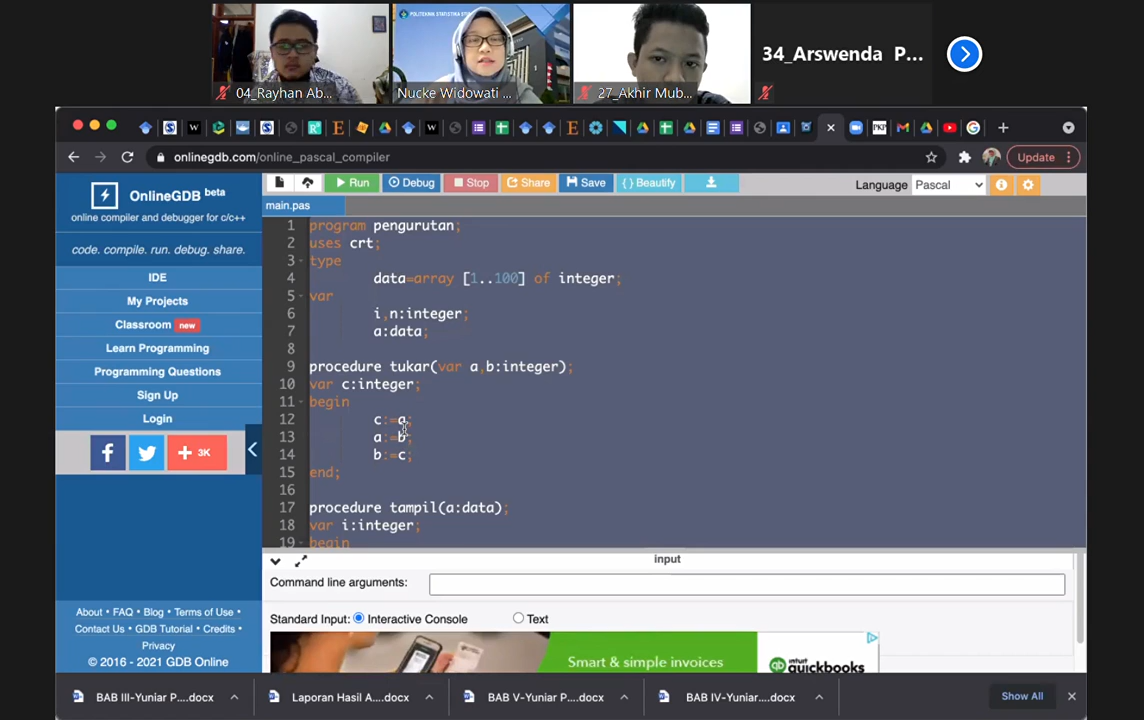 POLITEKNIK STATISTIKA
04_Rayhan Ab...
Nucke Widowati ...
27_Akhir Mub...
34_Arswenda P...
onlinegdb.com/online_pascal_compiler
Update
OnlineGDB beta
online compiler and debugger for c/c++
code. compile. run. debug. share.
IDE
My Projects
Classroom new
Learn Programming
Programming Questions
Sign Up
Login
3K
About • FAQ • Blog • Terms of Use •
Contact Us • GDB Tutorial • Credits •
Privacy
© 2016 - 2021 GDB Online
Run Debug Stop Share Save { } Beautify
Language Pascal
main.pas
1 program pengurutan;
2 uses crt;
3 type
4 data=array [1..100] of integer;
5 var
6 i,n:integer;
7 a:data;
8
9 procedure tukar(var a,b:integer);
10 var c:integer;
11 begin
12 c:=a;
13 a:=b;
14 b:=c;
15 end;
16
17 procedure tampil(a:data);
18 var i:integer;
19 begin
input
Command line arguments:
Standard Input: Interactive Console Text
Smart & simple invoices
intuit
quickbooks
BAB III-Yuniar P....docx
Laporan Hasil A....docx
BAB V-Yuniar P....docx
BAB IV-Yuniar....docx
Show All